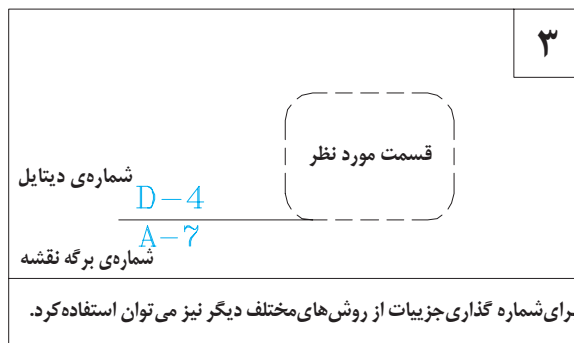 ۳
قسمت مورد نظر
شماره‌ی دیتایل
D-4
A-7
شماره‌ی برگه نقشه
رای شماره گذاری جزییات از روش‌های مختلف دیگر نیز می‌توان استفاده کرد.